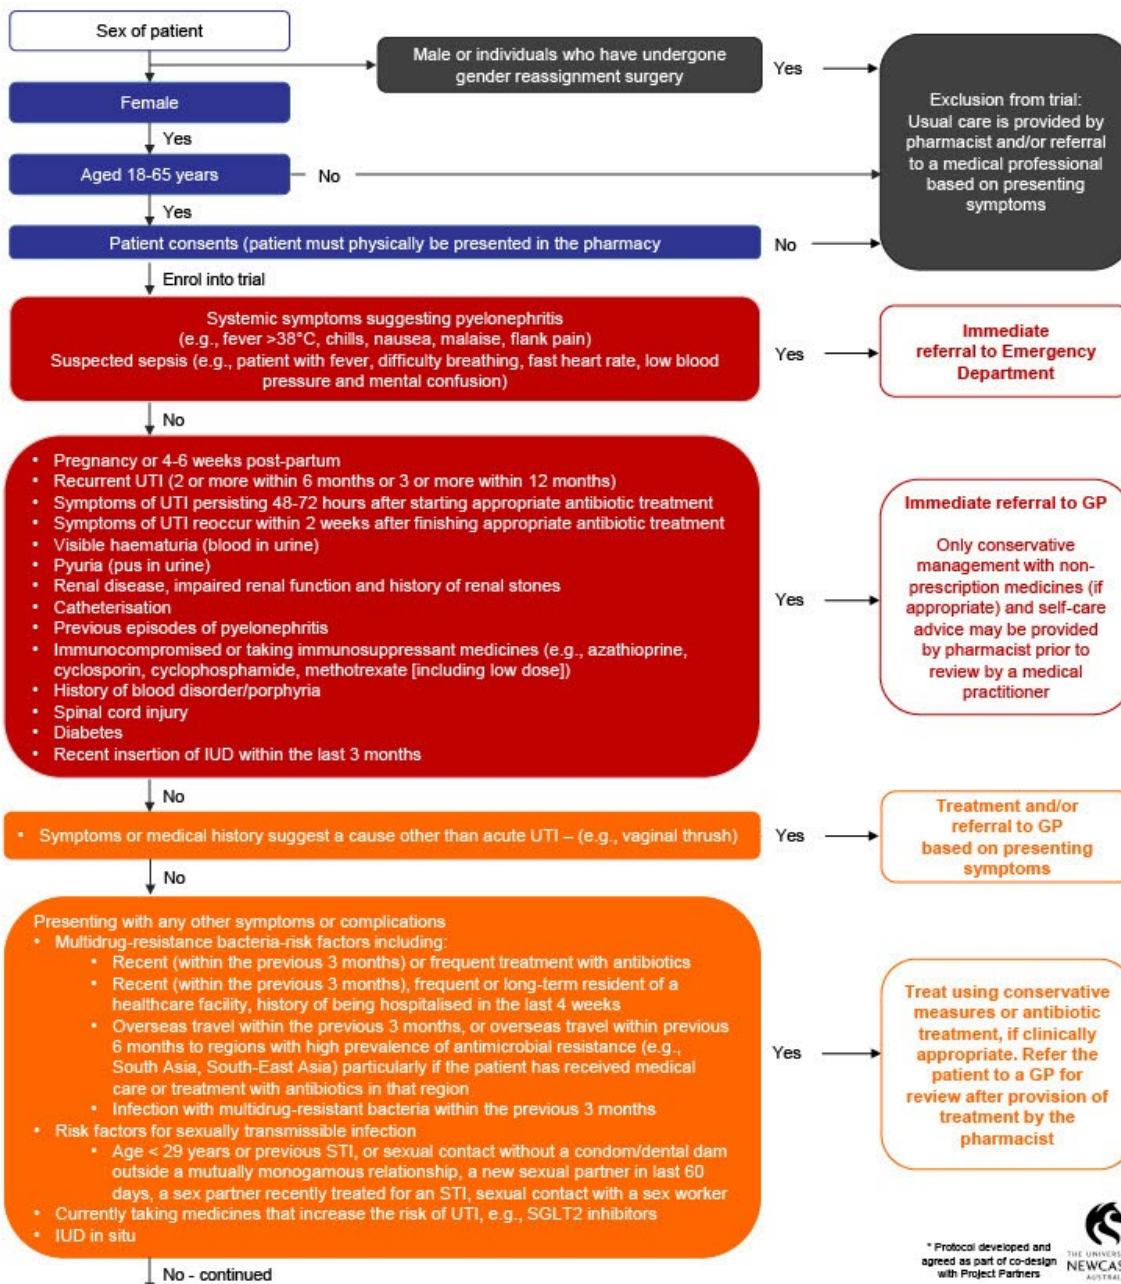 Sex of patient
Male or individuals who have undergone
gender reassignment surgery
Yes
Exclusion from trial:
Usual care is provided by
pharmacist and/or referral
to a medical professional
based on presenting
symptoms
Female
Yes
Aged 18-65 years
No
Yes
Patient consents (patient must physically be presented in the pharmacy
No
Enrol into trial
Systemic symptoms suggesting pyelonephritis
(e.g., fever >38°C, chills, nausea, malaise, flank pain)
Suspected sepsis (e.g., patient with fever, difficulty breathing, fast heart rate, low blood
pressure and mental confusion)
Yes
Immediate
referral to Emergency
Department
No
• Pregnancy or 4-6 weeks post-partum
• Recurrent UTI (2 or more within 6 months or 3 or more within 12 months)
• Symptoms of UTI persisting 48-72 hours after starting appropriate antibiotic treatment
• Symptoms of UTI reoccur within 2 weeks after finishing appropriate antibiotic treatment
• Visible haematuria (blood in urine)
• Pyuria (pus in urine)
• Renal disease, impaired renal function and history of renal stones
• Catheterisation
• Previous episodes of pyelonephritis
• Immunocompromised or taking immunosuppressant medicines (e.g., azathioprine,
cyclosporin, cyclophosphamide, methotrexate [including low dose])
• History of blood disorder/porphyria
• Spinal cord injury
• Diabetes
• Recent insertion of IUD within the last 3 months
Yes
Immediate referral to GP
Only conservative
management with non-
prescription medicines (if
appropriate) and self-care
advice may be provided
by pharmacist prior to
review by a medical
practitioner
No
• Symptoms or medical history suggest a cause other than acute UTI – (e.g., vaginal thrush)
Yes
Treatment and/or
referral to GP
based on presenting
symptoms
No
Presenting with any other symptoms or complications
• Multidrug-resistance bacteria-risk factors including:
• Recent (within the previous 3 months) or frequent treatment with antibiotics
• Recent (within the previous 3 months), frequent or long-term resident of a
healthcare facility, history of being hospitalised in the last 4 weeks
• Overseas travel within the previous 3 months, or overseas travel within previous
6 months to regions with high prevalence of antimicrobial resistance (e.g.,
South Asia, South-East Asia) particularly if the patient has received medical
care or treatment with antibiotics in that region
• Infection with multidrug-resistant bacteria within the previous 3 months
• Risk factors for sexually transmissible infection
• Age < 29 years or previous STI, or sexual contact without a condom/dental dam
outside a mutually monogamous relationship, a new sexual partner in last 60
days, a sex partner recently treated for an STI, sexual contact with a sex worker
• Currently taking medicines that increase the risk of UTI, e.g., SGLT2 inhibitors
• IUD in situ
Yes
Treat using conservative
measures or antibiotic
treatment, if clinically
appropriate. Refer the
patient to a GP for
review after provision of
treatment by the
pharmacist
No - continued
* Protocol developed and
agreed as part of co-design
with Project Partners
THE UNIVERS
NEWCAS
AUSTRAL